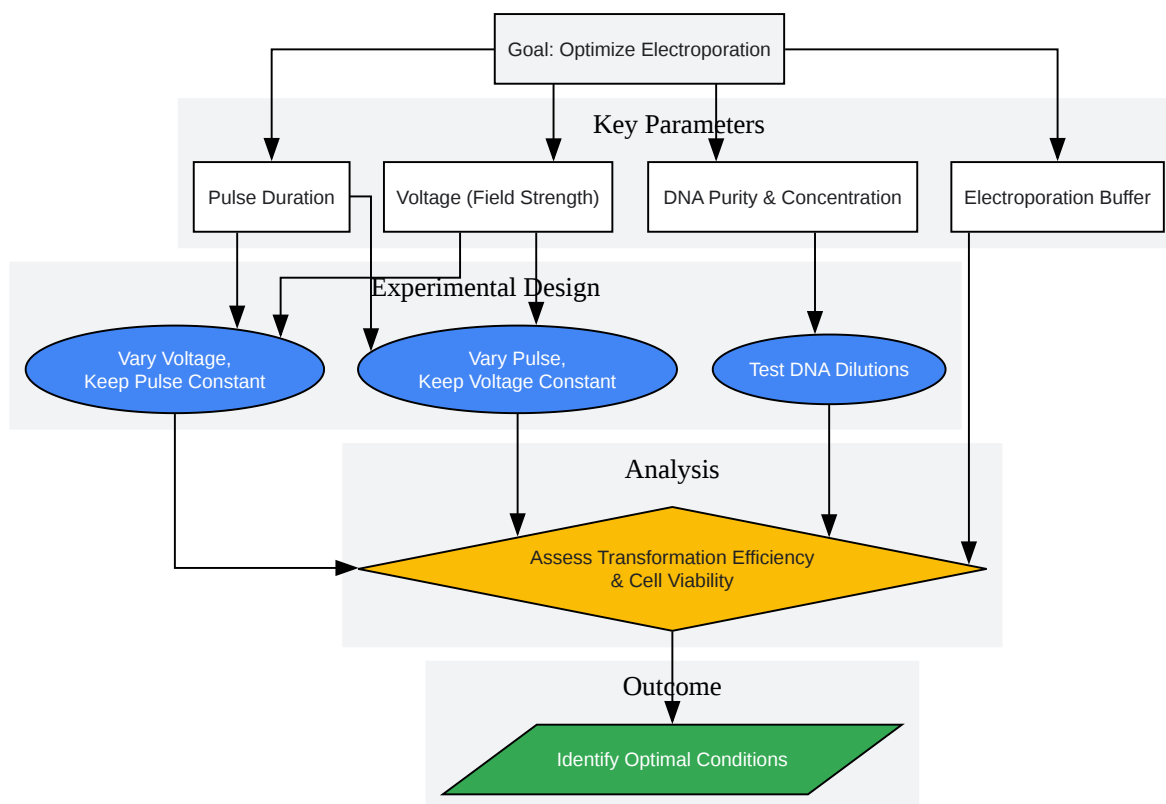 Goal: Optimize Electroporation
Key Parameters
Pulse Duration
Voltage (Field Strength)
DNA Purity & Concentration
Electroporation Buffer
Experimental Design
Vary Voltage,
Keep Pulse Constant
Vary Pulse,
Keep Voltage Constant
Test DNA Dilutions
Analysis
Assess Transformation Efficiency
& Cell Viability
Outcome
Identify Optimal Conditions